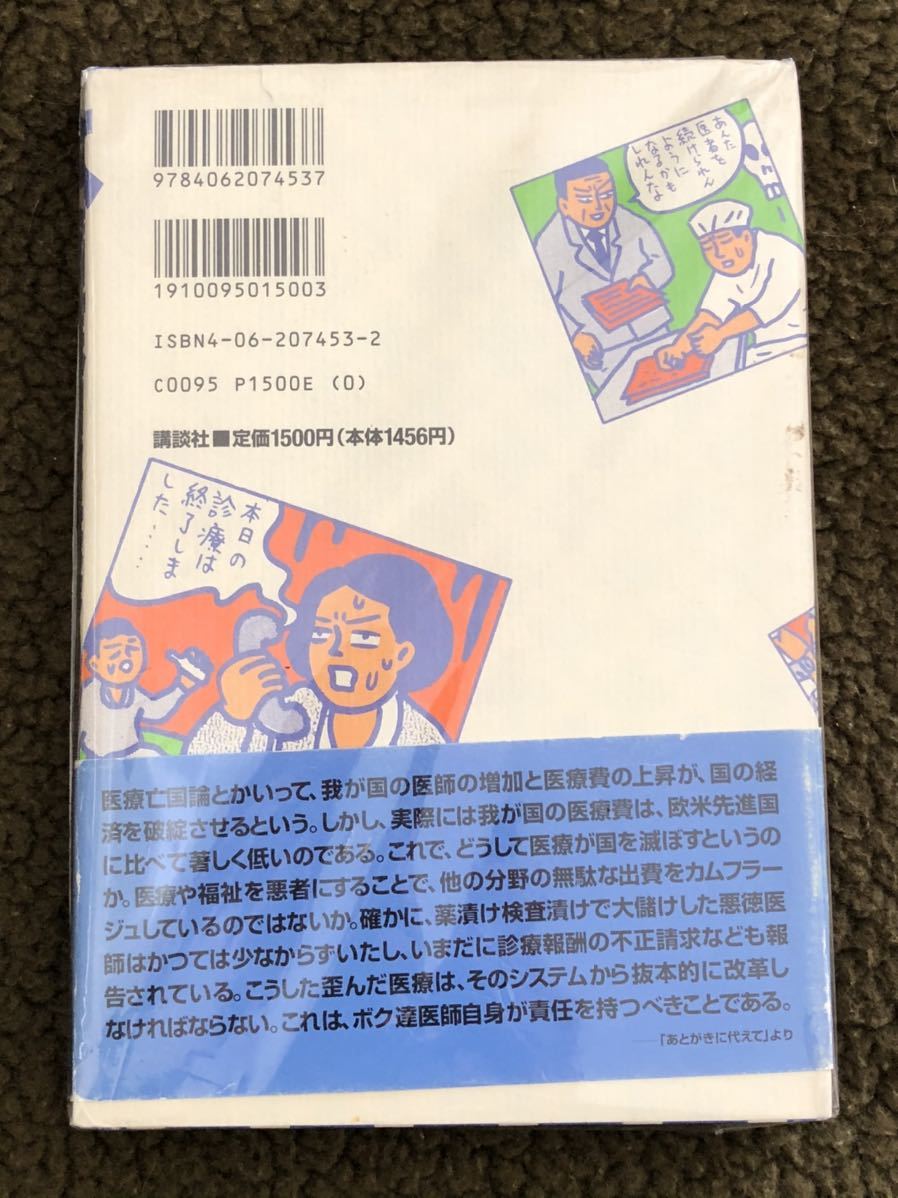 9784062074537
1910095015003
ISBN4-06-207453-2
C0095 P1500E (0)
講談社■定価1500円(本体1456円)
あんた
医者を
続けられん
ように
なるかも
しれんなよ
本日の
診療は
終了しま
した……
医療亡国論とかいって、我が国の医師の増加と医療費の上昇が、国の経
済を破綻させるという。しかし、実際には我が国の医療費は、欧米先進国
に比べて著しく低いのである。これで、どうして医療が国を滅ぼすというの
か。医療や福祉を悪者にすることで、他の分野の無駄な出費をカムフラー
ジュしているのではないか。確かに、薬漬け検査漬けで大儲けした悪徳医
師はかつては少なからずいたし、いまだに診療報酬の不正請求なども報
告されている。こうした歪んだ医療は、そのシステムから抜本的に改革し
なければならない。これは、ボク達医師自身が責任を持つべきことである。
——「あとがきに代えて」より